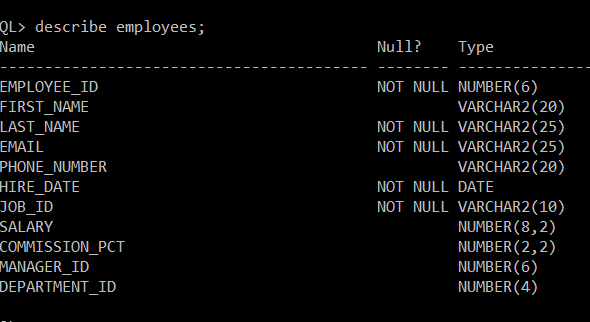 QL> describe employees;
Name Null? Type
----------------------------------------- -------- ---------------
EMPLOYEE_ID NOT NULL NUMBER(6)
FIRST_NAME VARCHAR2(20)
LAST_NAME NOT NULL VARCHAR2(25)
EMAIL NOT NULL VARCHAR2(25)
PHONE_NUMBER VARCHAR2(20)
HIRE_DATE NOT NULL DATE
JOB_ID NOT NULL VARCHAR2(10)
SALARY NUMBER(8,2)
COMMISSION_PCT NUMBER(2,2)
MANAGER_ID NUMBER(6)
DEPARTMENT_ID NUMBER(4)